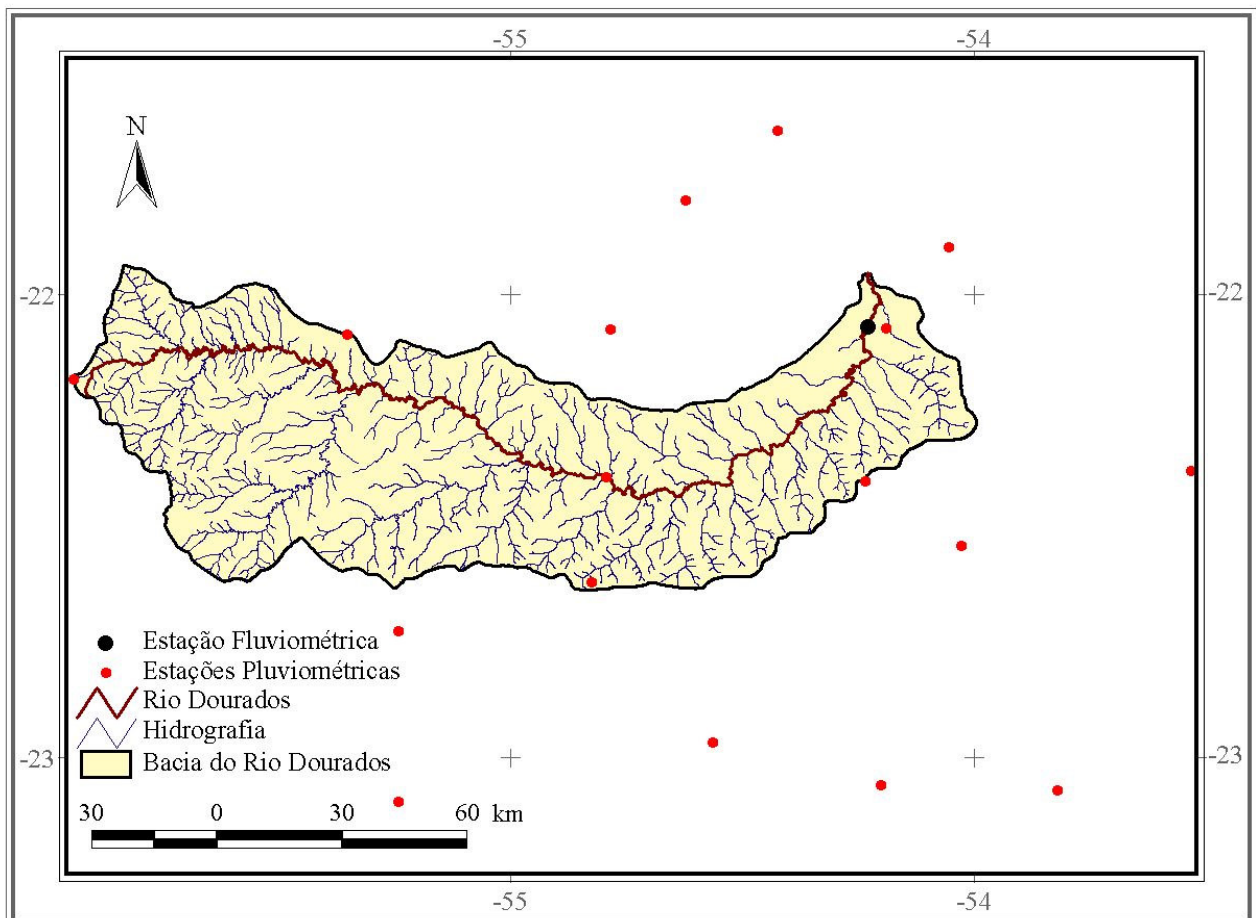 -55 -54
N
-22 -22
Estação Fluviométrica
Estações Pluviométricas
Rio Dourados
Hidrografia
Bacia do Rio Dourados
-23 -23
30 0 30 60 km
-55 -54